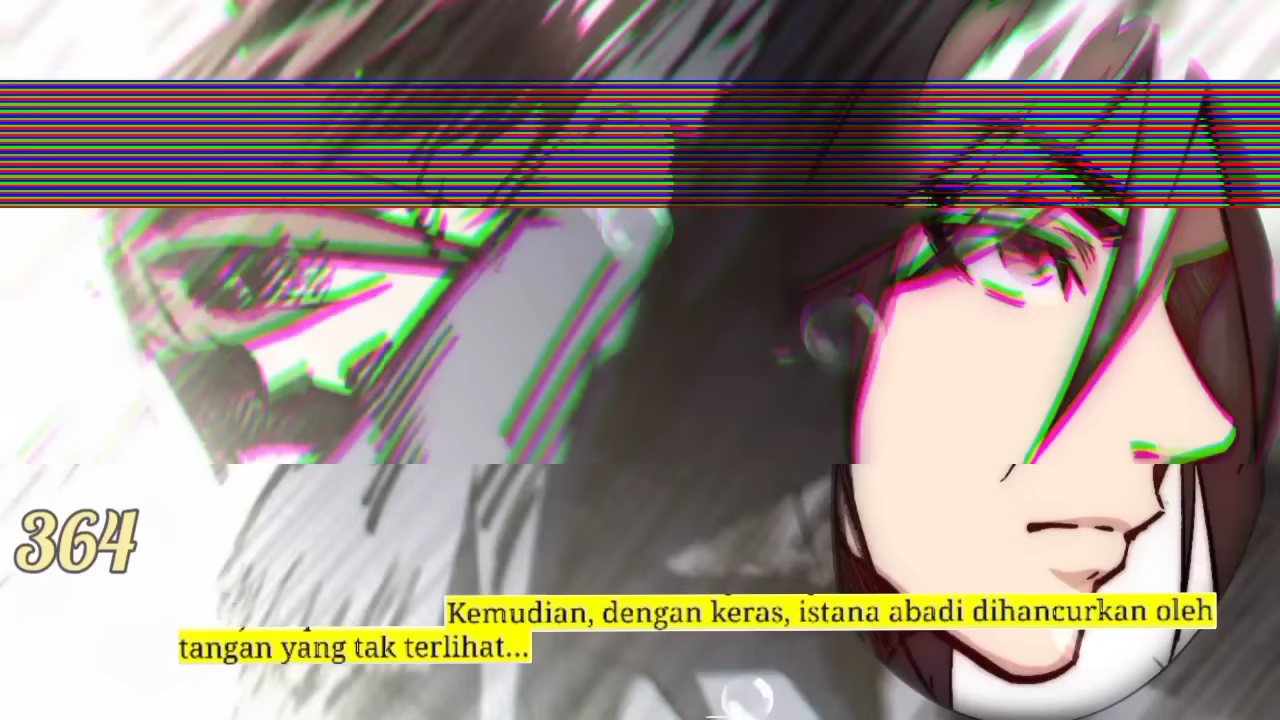 364
Kemudian, dengan keras, istana abadi dihancurkan oleh
tangan yang tak terlihat...